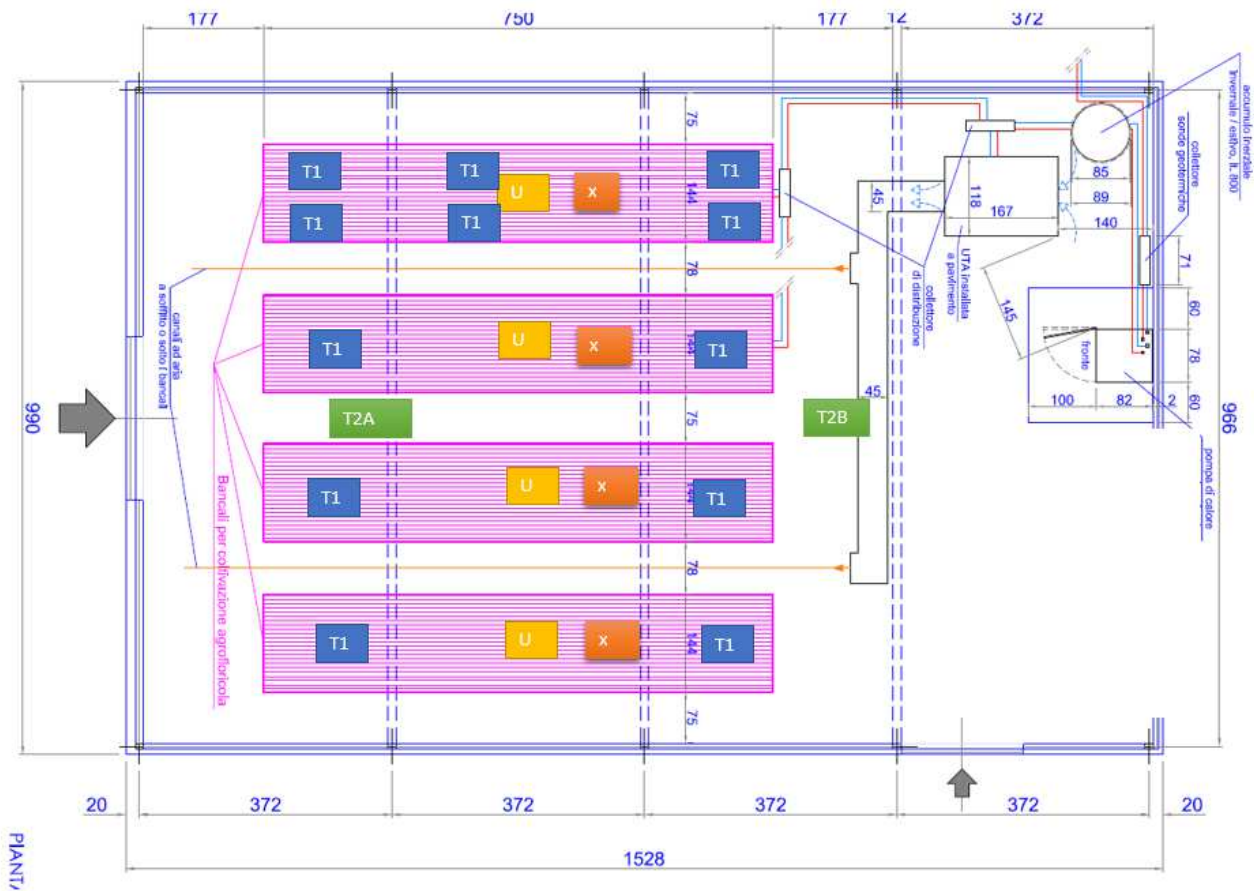 177
750
177
12
372
accumulo inerziale
invernale / estivo, lt. 800
collettore
sonde geotermiche
75
T1
T1
T1
U
x
144
T1
T1
T1
45
118
167
85
89
140
71
UTA installata
a pavimento
collettore
di distribuzione
145
78
canali ad aria
a soffitto o sotto i bancali
T1
U
x
144
T1
60
78
60
fronte
100
82
2
990
966
T2A
75
T2B
45
pompa di calore
Bancali per coltivazione agrofloricola
T1
U
x
144
T1
78
T1
U
x
144
T1
75
20
372
372
372
372
20
1528